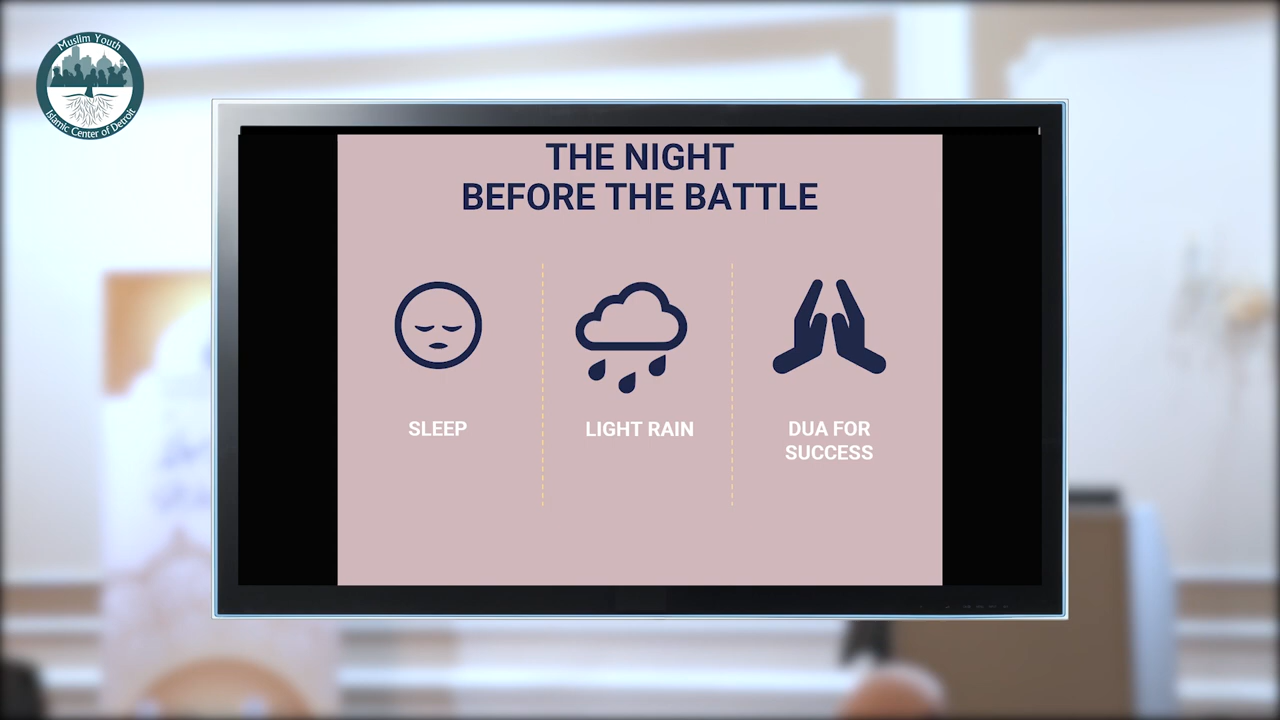 Muslim Youth
Islamic Center of Detroit
THE NIGHT
BEFORE THE BATTLE
SLEEP
LIGHT RAIN
DUA FOR
SUCCESS